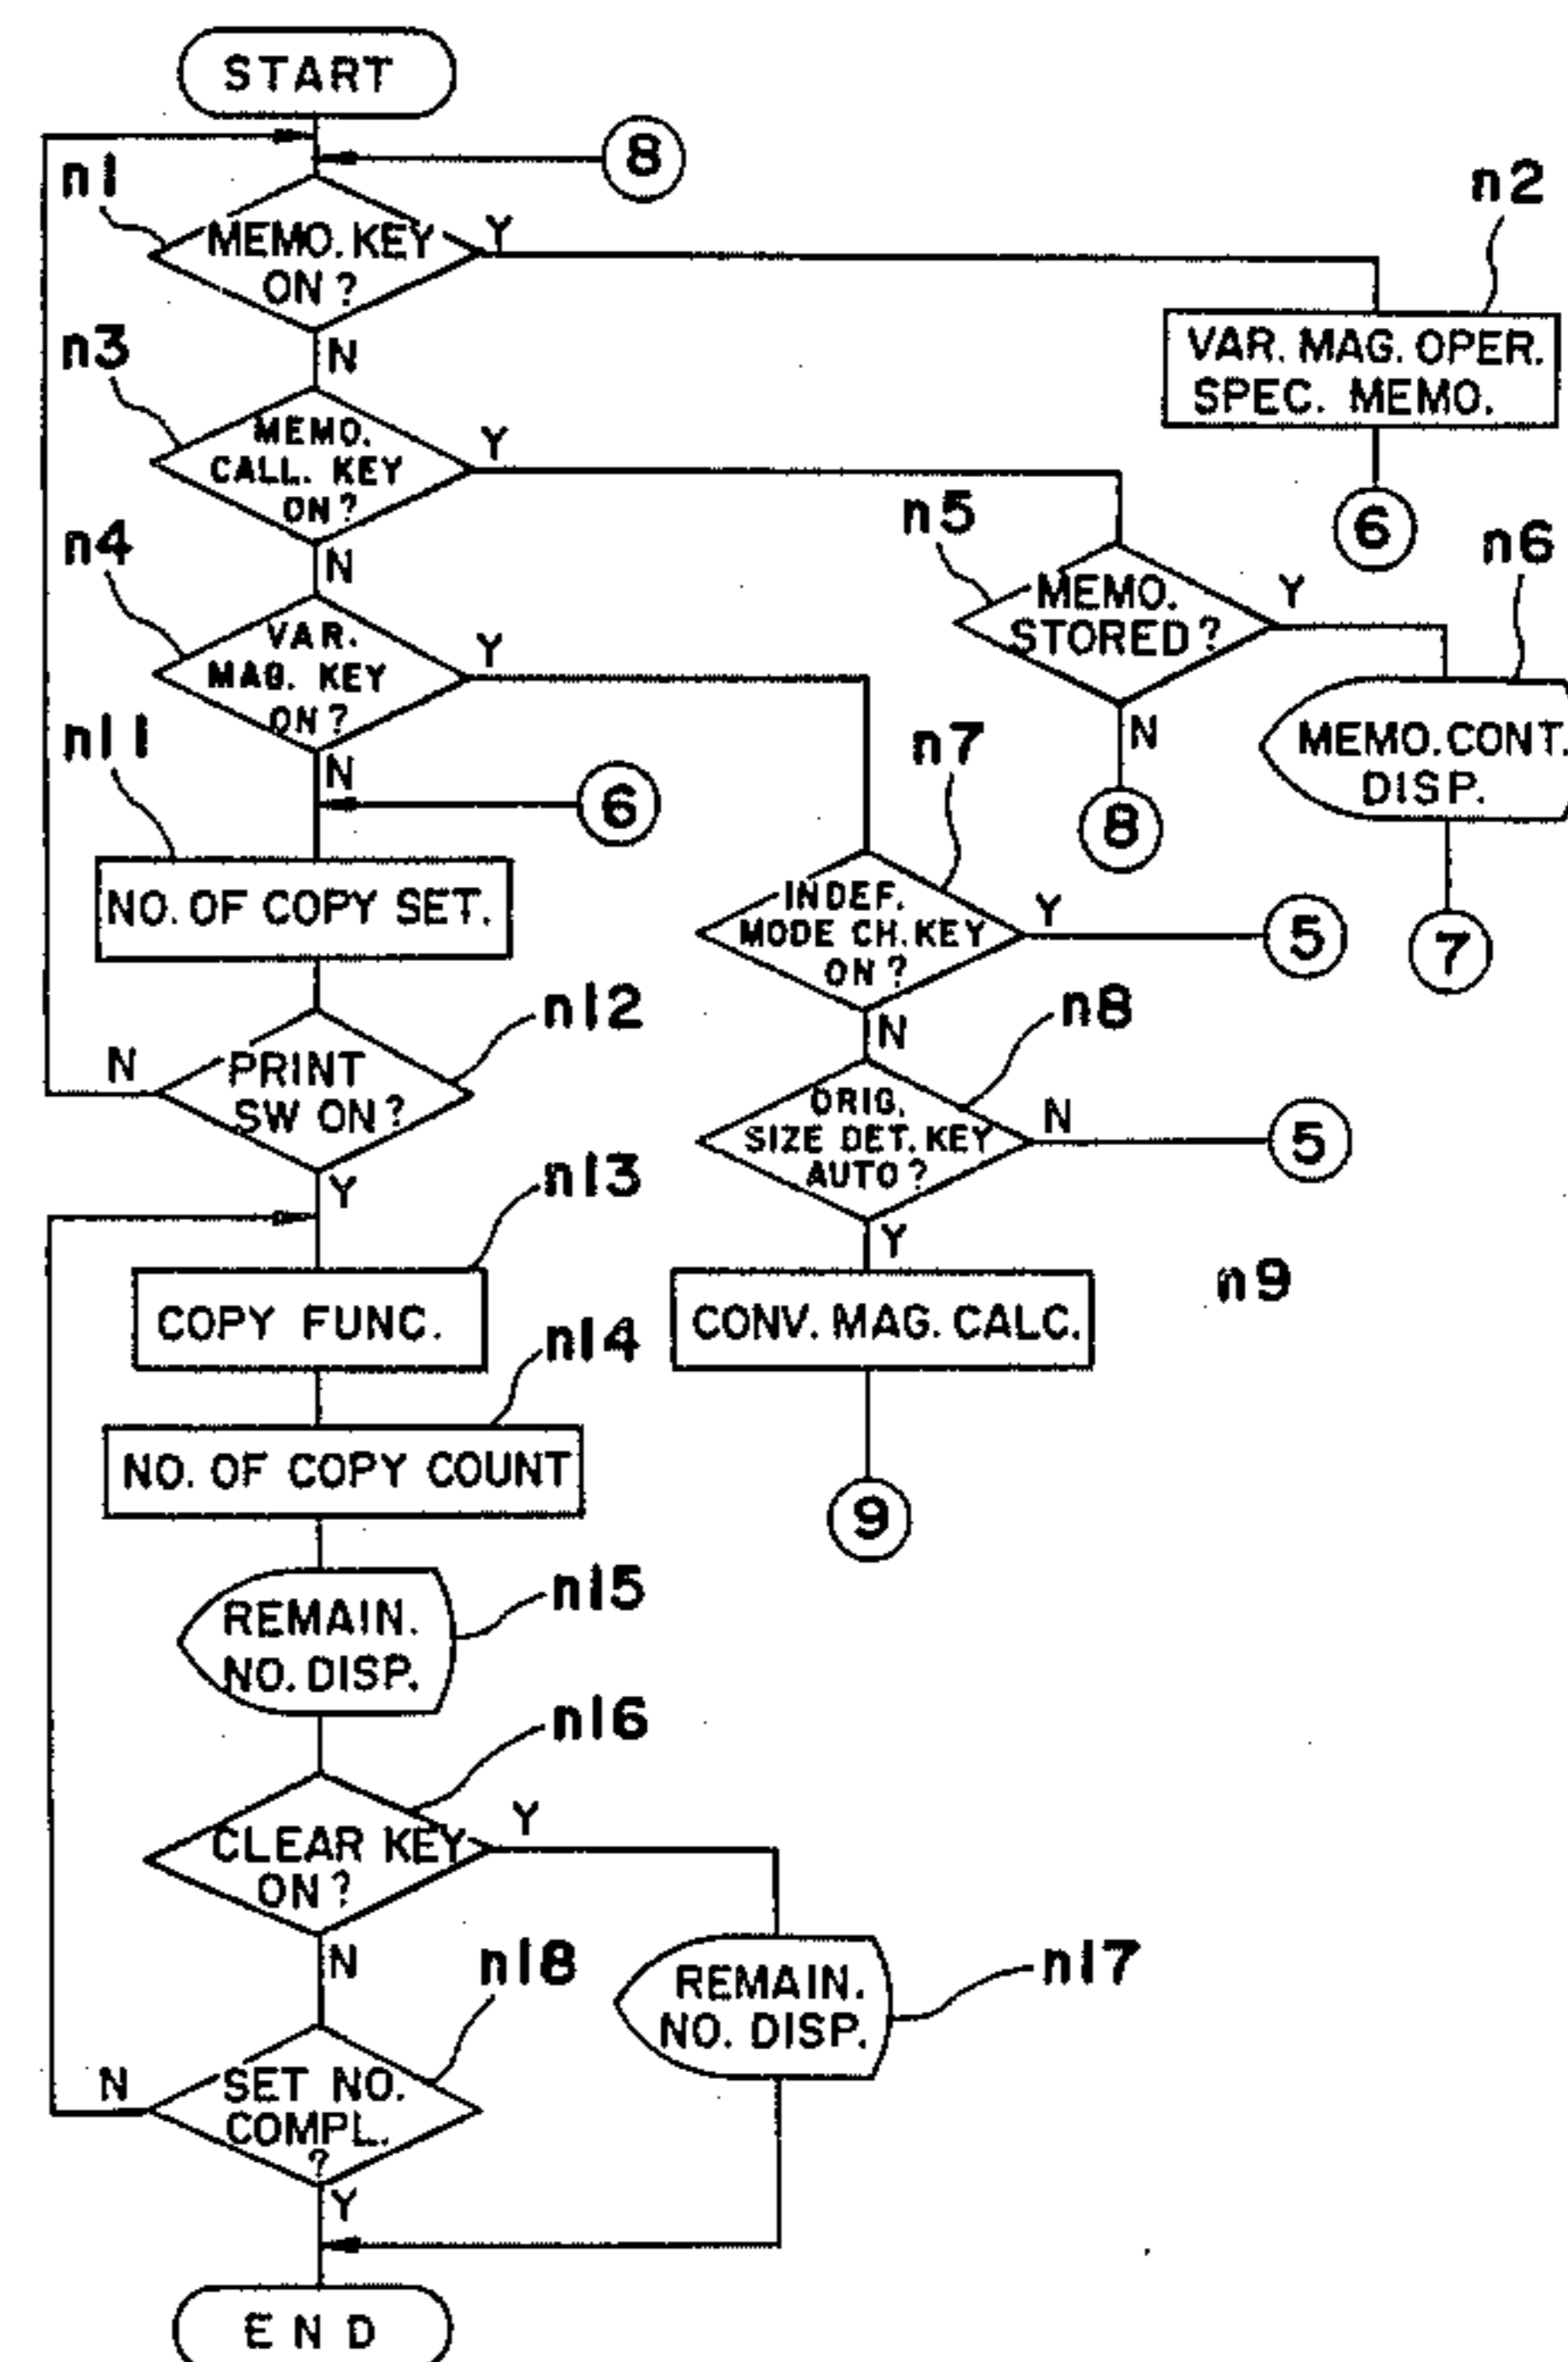 START
8
n1
MEMO. KEY
ON?
Y
N
n2
VAR. MAG. OPER.
SPEC. MEMO.
6
n3
MEMO.
CALL. KEY
ON?
Y
N
n4
VAR.
MAG. KEY
ON?
Y
N
n5
MEMO.
STORED?
Y
N
8
n6
MEMO. CONT.
DISP.
7
n11
6
NO. OF COPY SET.
n7
INDEF.
MODE CH. KEY
ON?
Y
5
N
n12
PRINT
SW ON?
N
Y
n8
ORIG.
SIZE DET. KEY
AUTO?
N
5
Y
n13
COPY FUNC.
n9
CONV. MAG. CALC.
9
n14
NO. OF COPY COUNT
n15
REMAIN.
NO. DISP.
n16
CLEAR KEY
ON?
Y
N
n17
REMAIN.
NO. DISP.
n18
SET NO.
COMPL.
?
N
Y
END